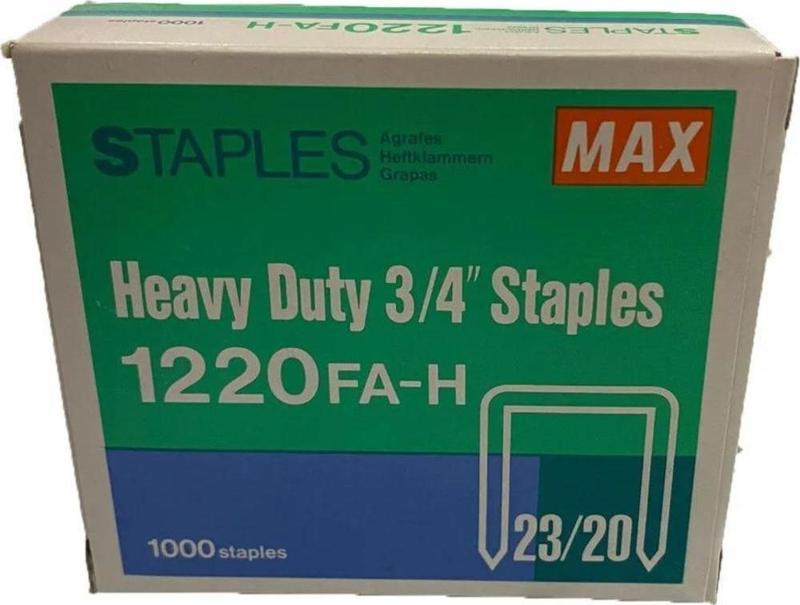 1000 staples
1220FA-H
STAPLES
STAPLES
Agrafes
Heftklammern
Grapas
MAX
Heavy Duty 3/4" Staples
1220FA-H
23/20
1000 staples